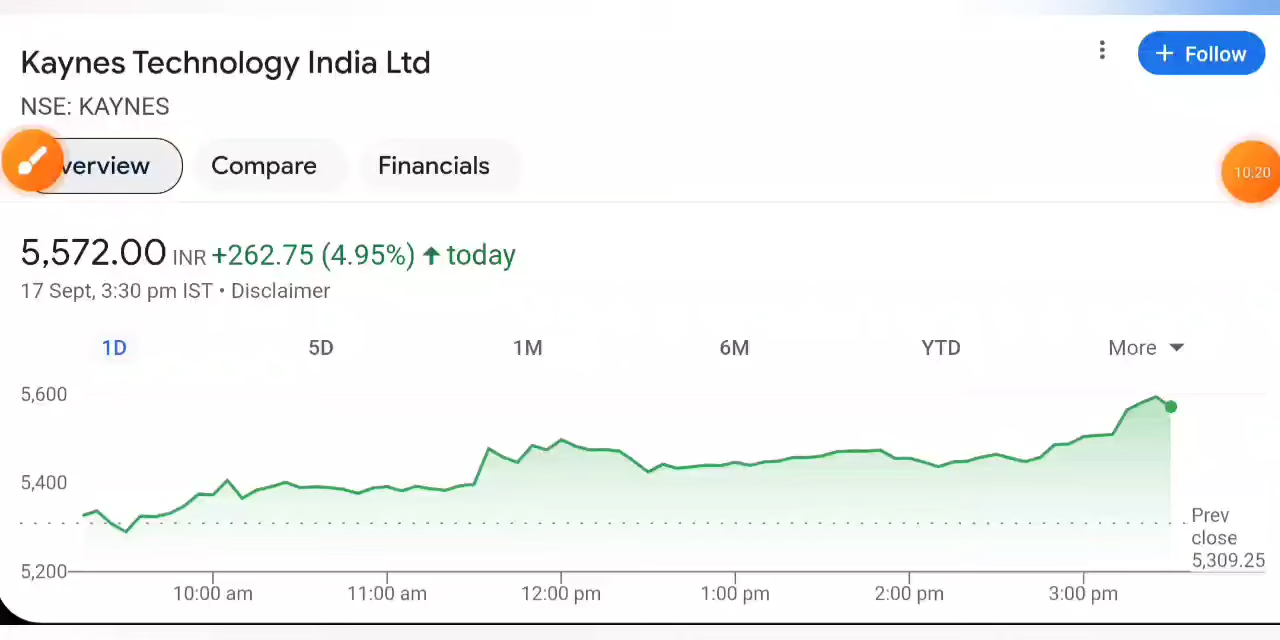 Kaynes Technology India Ltd
+ Follow
NSE: KAYNES
verview Compare Financials
10:20
5,572.00 INR +262.75 (4.95%) ↑ today
17 Sept, 3:30 pm IST • Disclaimer
1D 5D 1M 6M YTD More
5,600
5,400
5,200
Prev
close
5,309.25
10:00 am 11:00 am 12:00 pm 1:00 pm 2:00 pm 3:00 pm